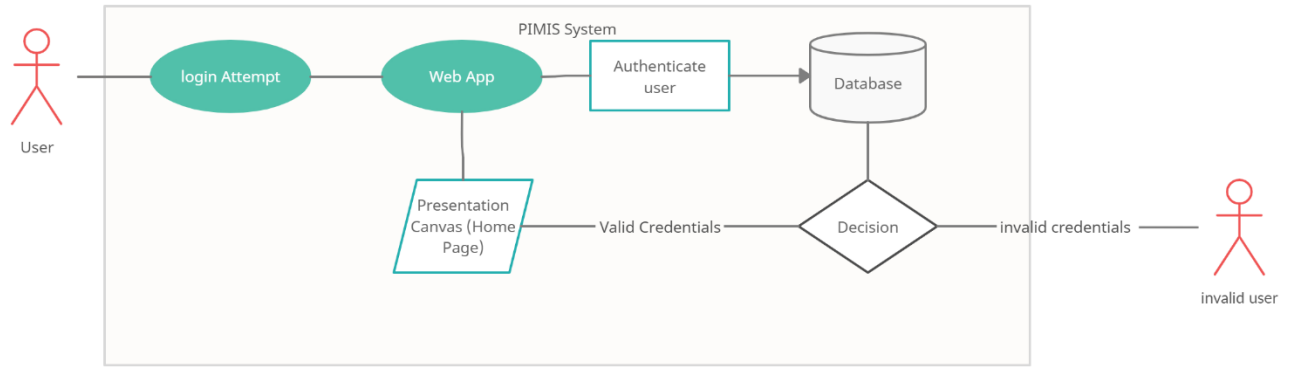 PIMIS System
login Attempt
Web App
Authenticate
user
Database
User
Presentation
Canvas (Home
Page)
Valid Credentials
Decision
invalid credentials
invalid user